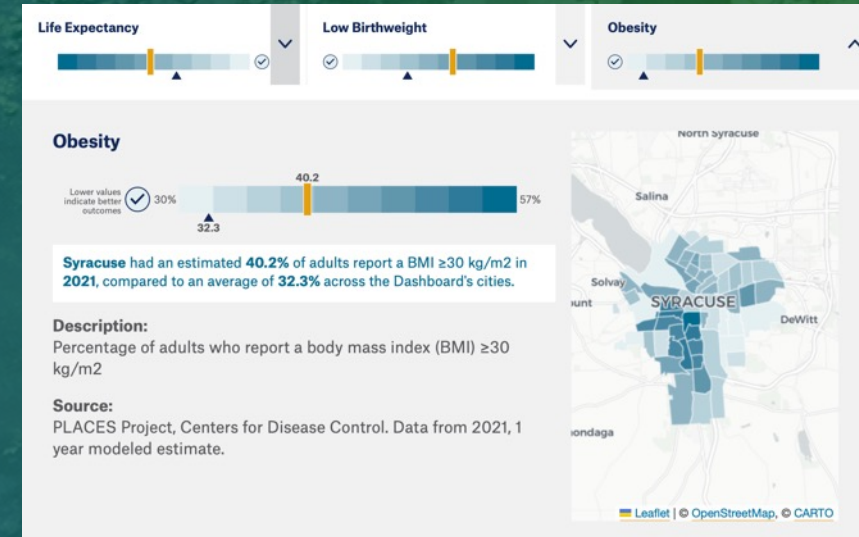 Life Expectancy
Low Birthweight
Obesity
Obesity
40.2
Lower values
indicate better
outcomes
30%
57%
32.3
Syracuse had an estimated 40.2% of adults report a BMI ≥30 kg/m2 in
2021, compared to an average of 32.3% across the Dashboard's cities.
Description:
Percentage of adults who report a body mass index (BMI) ≥30
kg/m2
Source:
PLACES Project, Centers for Disease Control. Data from 2021, 1
year modeled estimate.
North Syracuse
Salina
Solvay
unt
SYRACUSE
DeWitt
ondaga
Leaflet | © OpenStreetMap, © CARTO